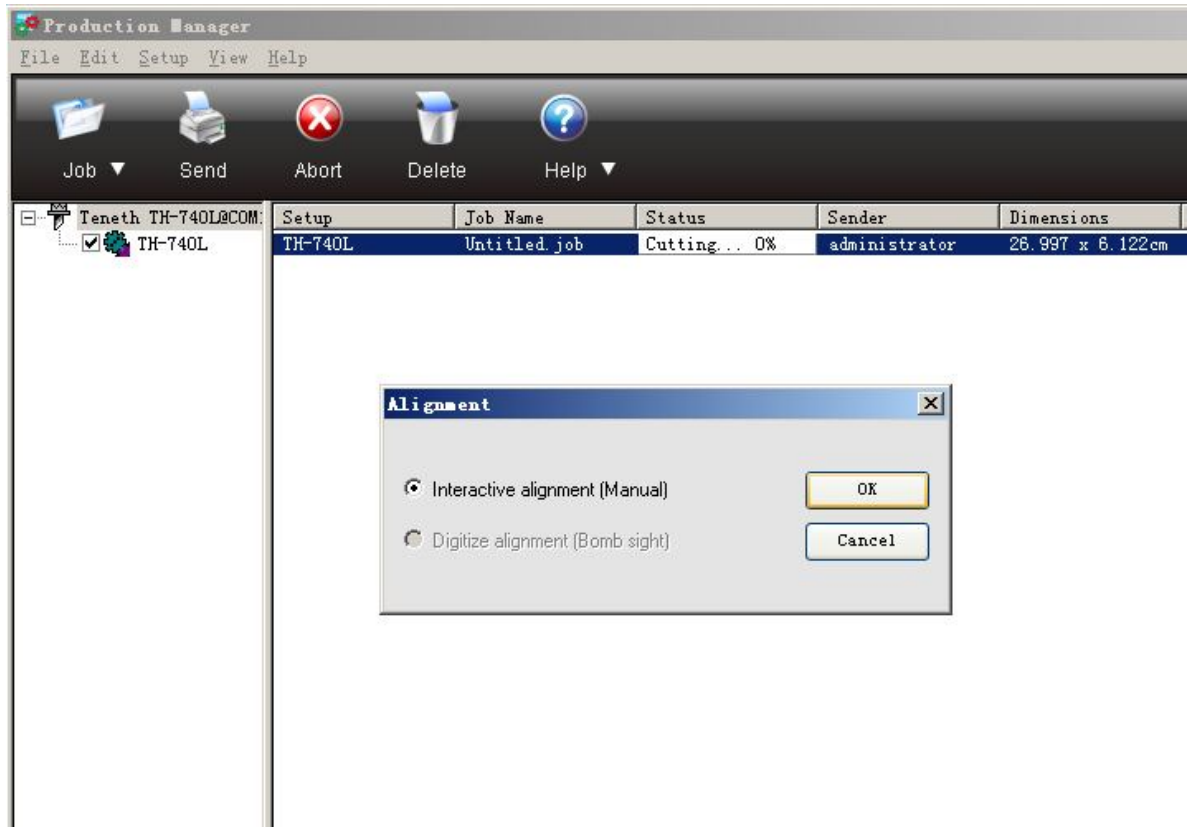 Production Manager
File Edit Setup View Help
Job Send Abort Delete Help
Teneth TH-740L@COM: Setup Job Name Status Sender Dimensions
TH-740L TH-740L Untitled.job Cutting... 0% administrator 26.997 x 6.122cm
Alignment
Interactive alignment (Manual) OK
Digitize alignment (Bomb sight) Cancel